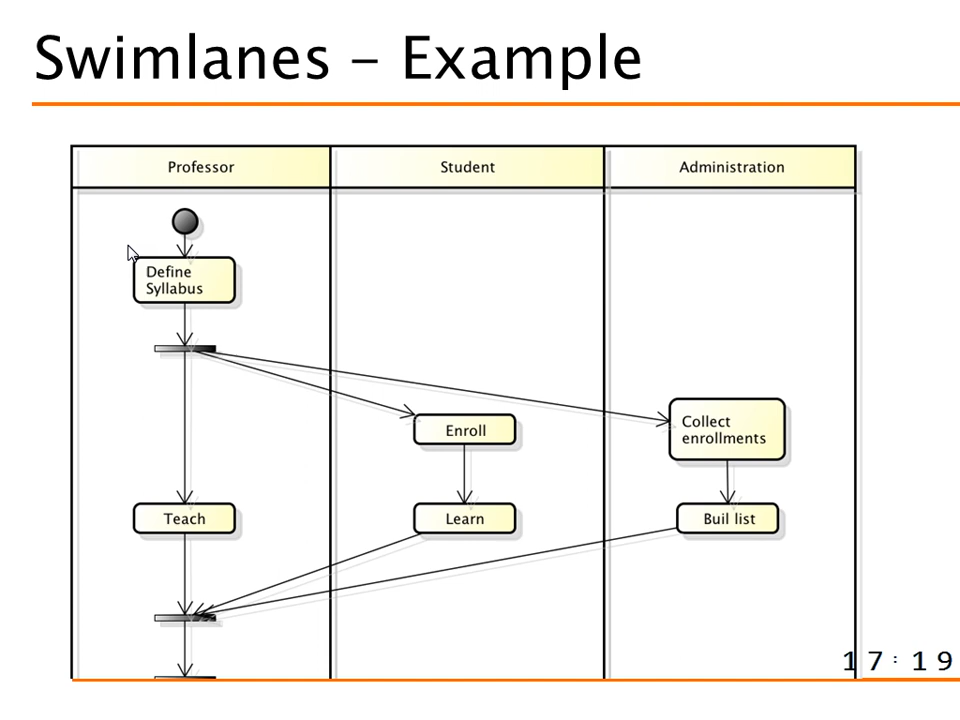 Swimlanes – Example
Professor
Student
Administration
Define
Syllabus
Enroll
Collect
enrollments
Teach
Learn
Buil list
17:19